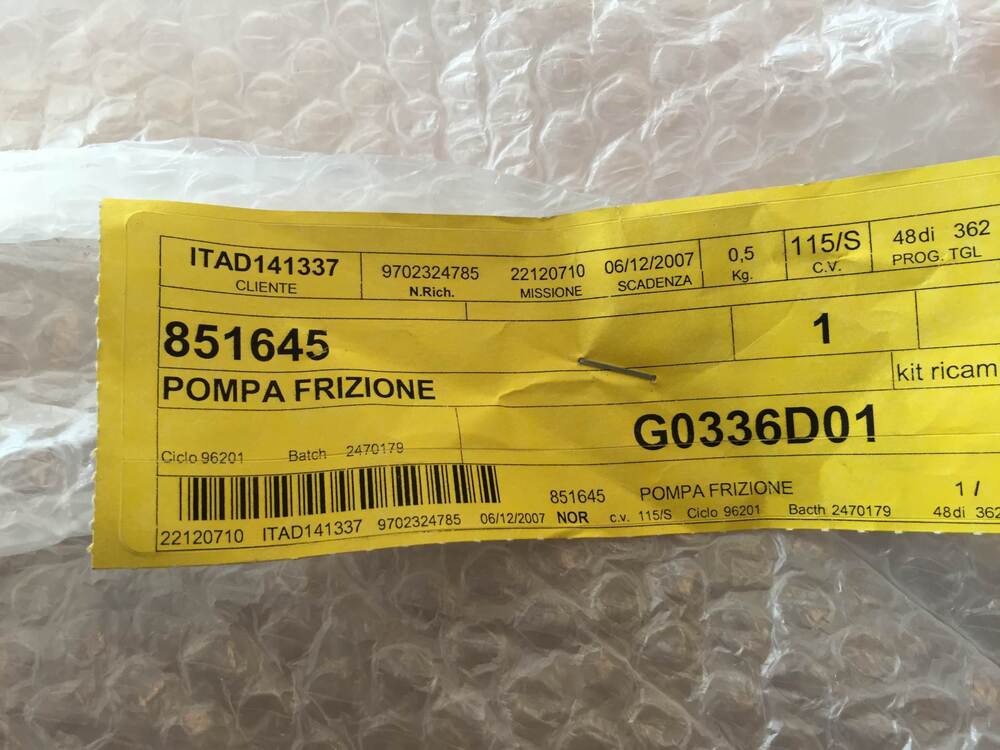 ITAD141337 9702324785 22120710 06/12/2007 0,5 115/S 48di 362
CLIENTE N.Rich. MISSIONE SCADENZA Kg. C.V. PROG. TGL
851645 1
POMPA FRIZIONE kit ricam
G0336D01
Ciclo 96201 Batch 2470179
851645 POMPA FRIZIONE 1 /
22120710 ITAD141337 9702324785 06/12/2007 NOR c.v. 115/S Ciclo 96201 Bacth 2470179 48di 362